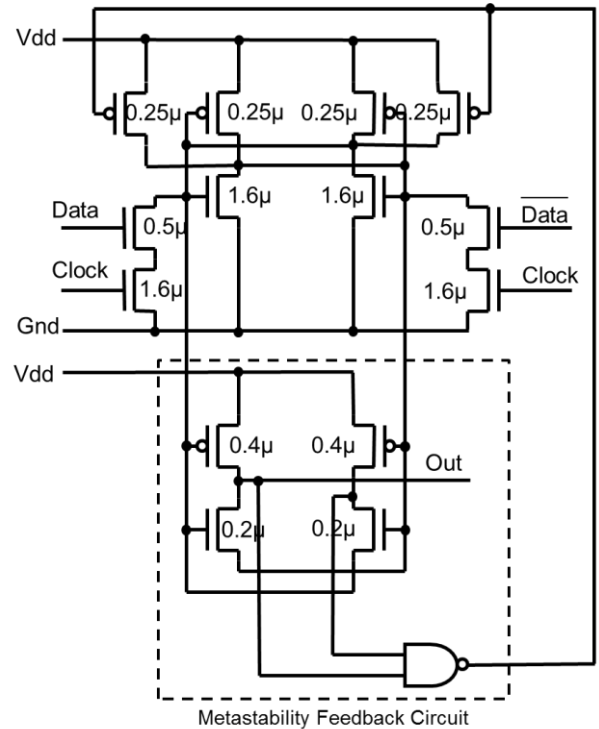 Vdd
0.25µ 0.25µ 0.25µ 0.25µ
1.6µ 1.6µ
Data 0.5µ 0.5µ Data
Clock 1.6µ 1.6µ Clock
Gnd
Vdd
0.4µ 0.4µ Out
0.2µ 0.2µ
Metastability Feedback Circuit